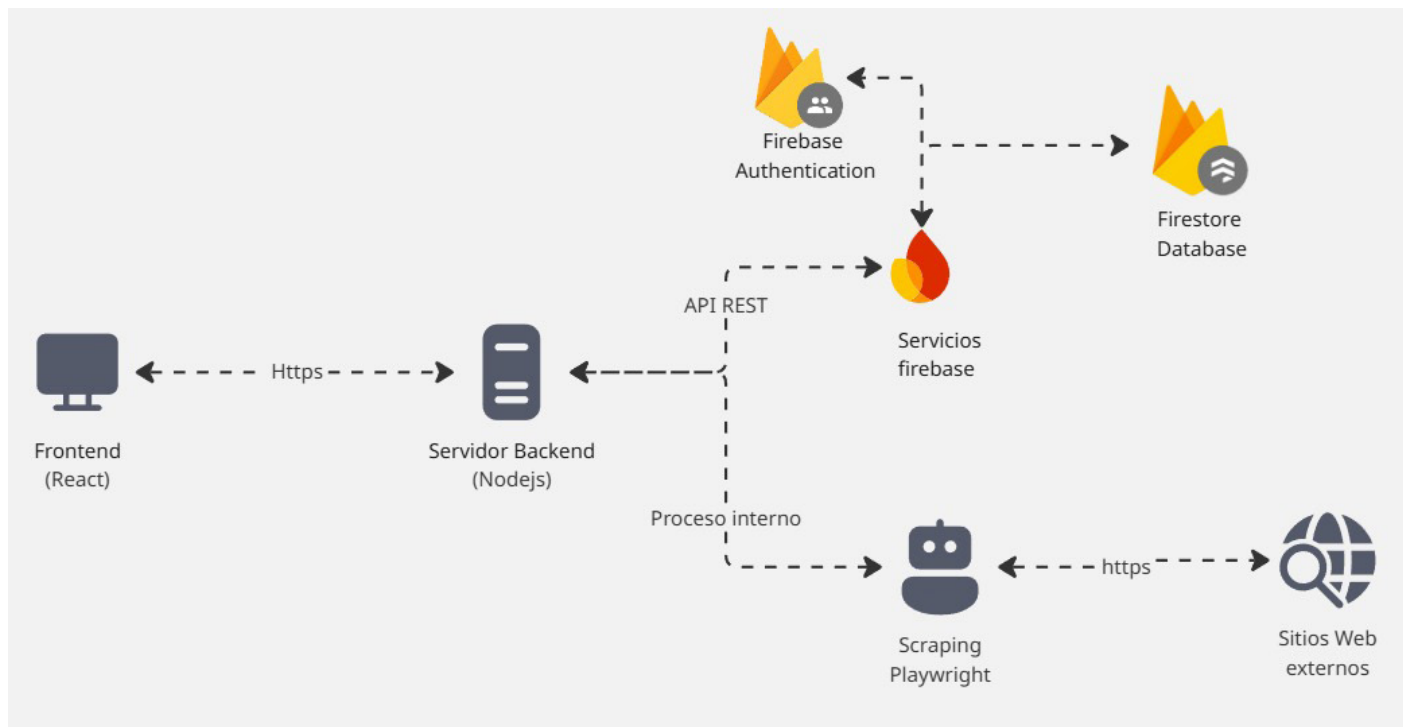 Firebase
Authentication
Firestore
Database
API REST
Servicios
firebase
Https
Frontend
(React)
Servidor Backend
(Nodejs)
Proceso interno
https
Scraping
Playwright
Sitios Web
externos